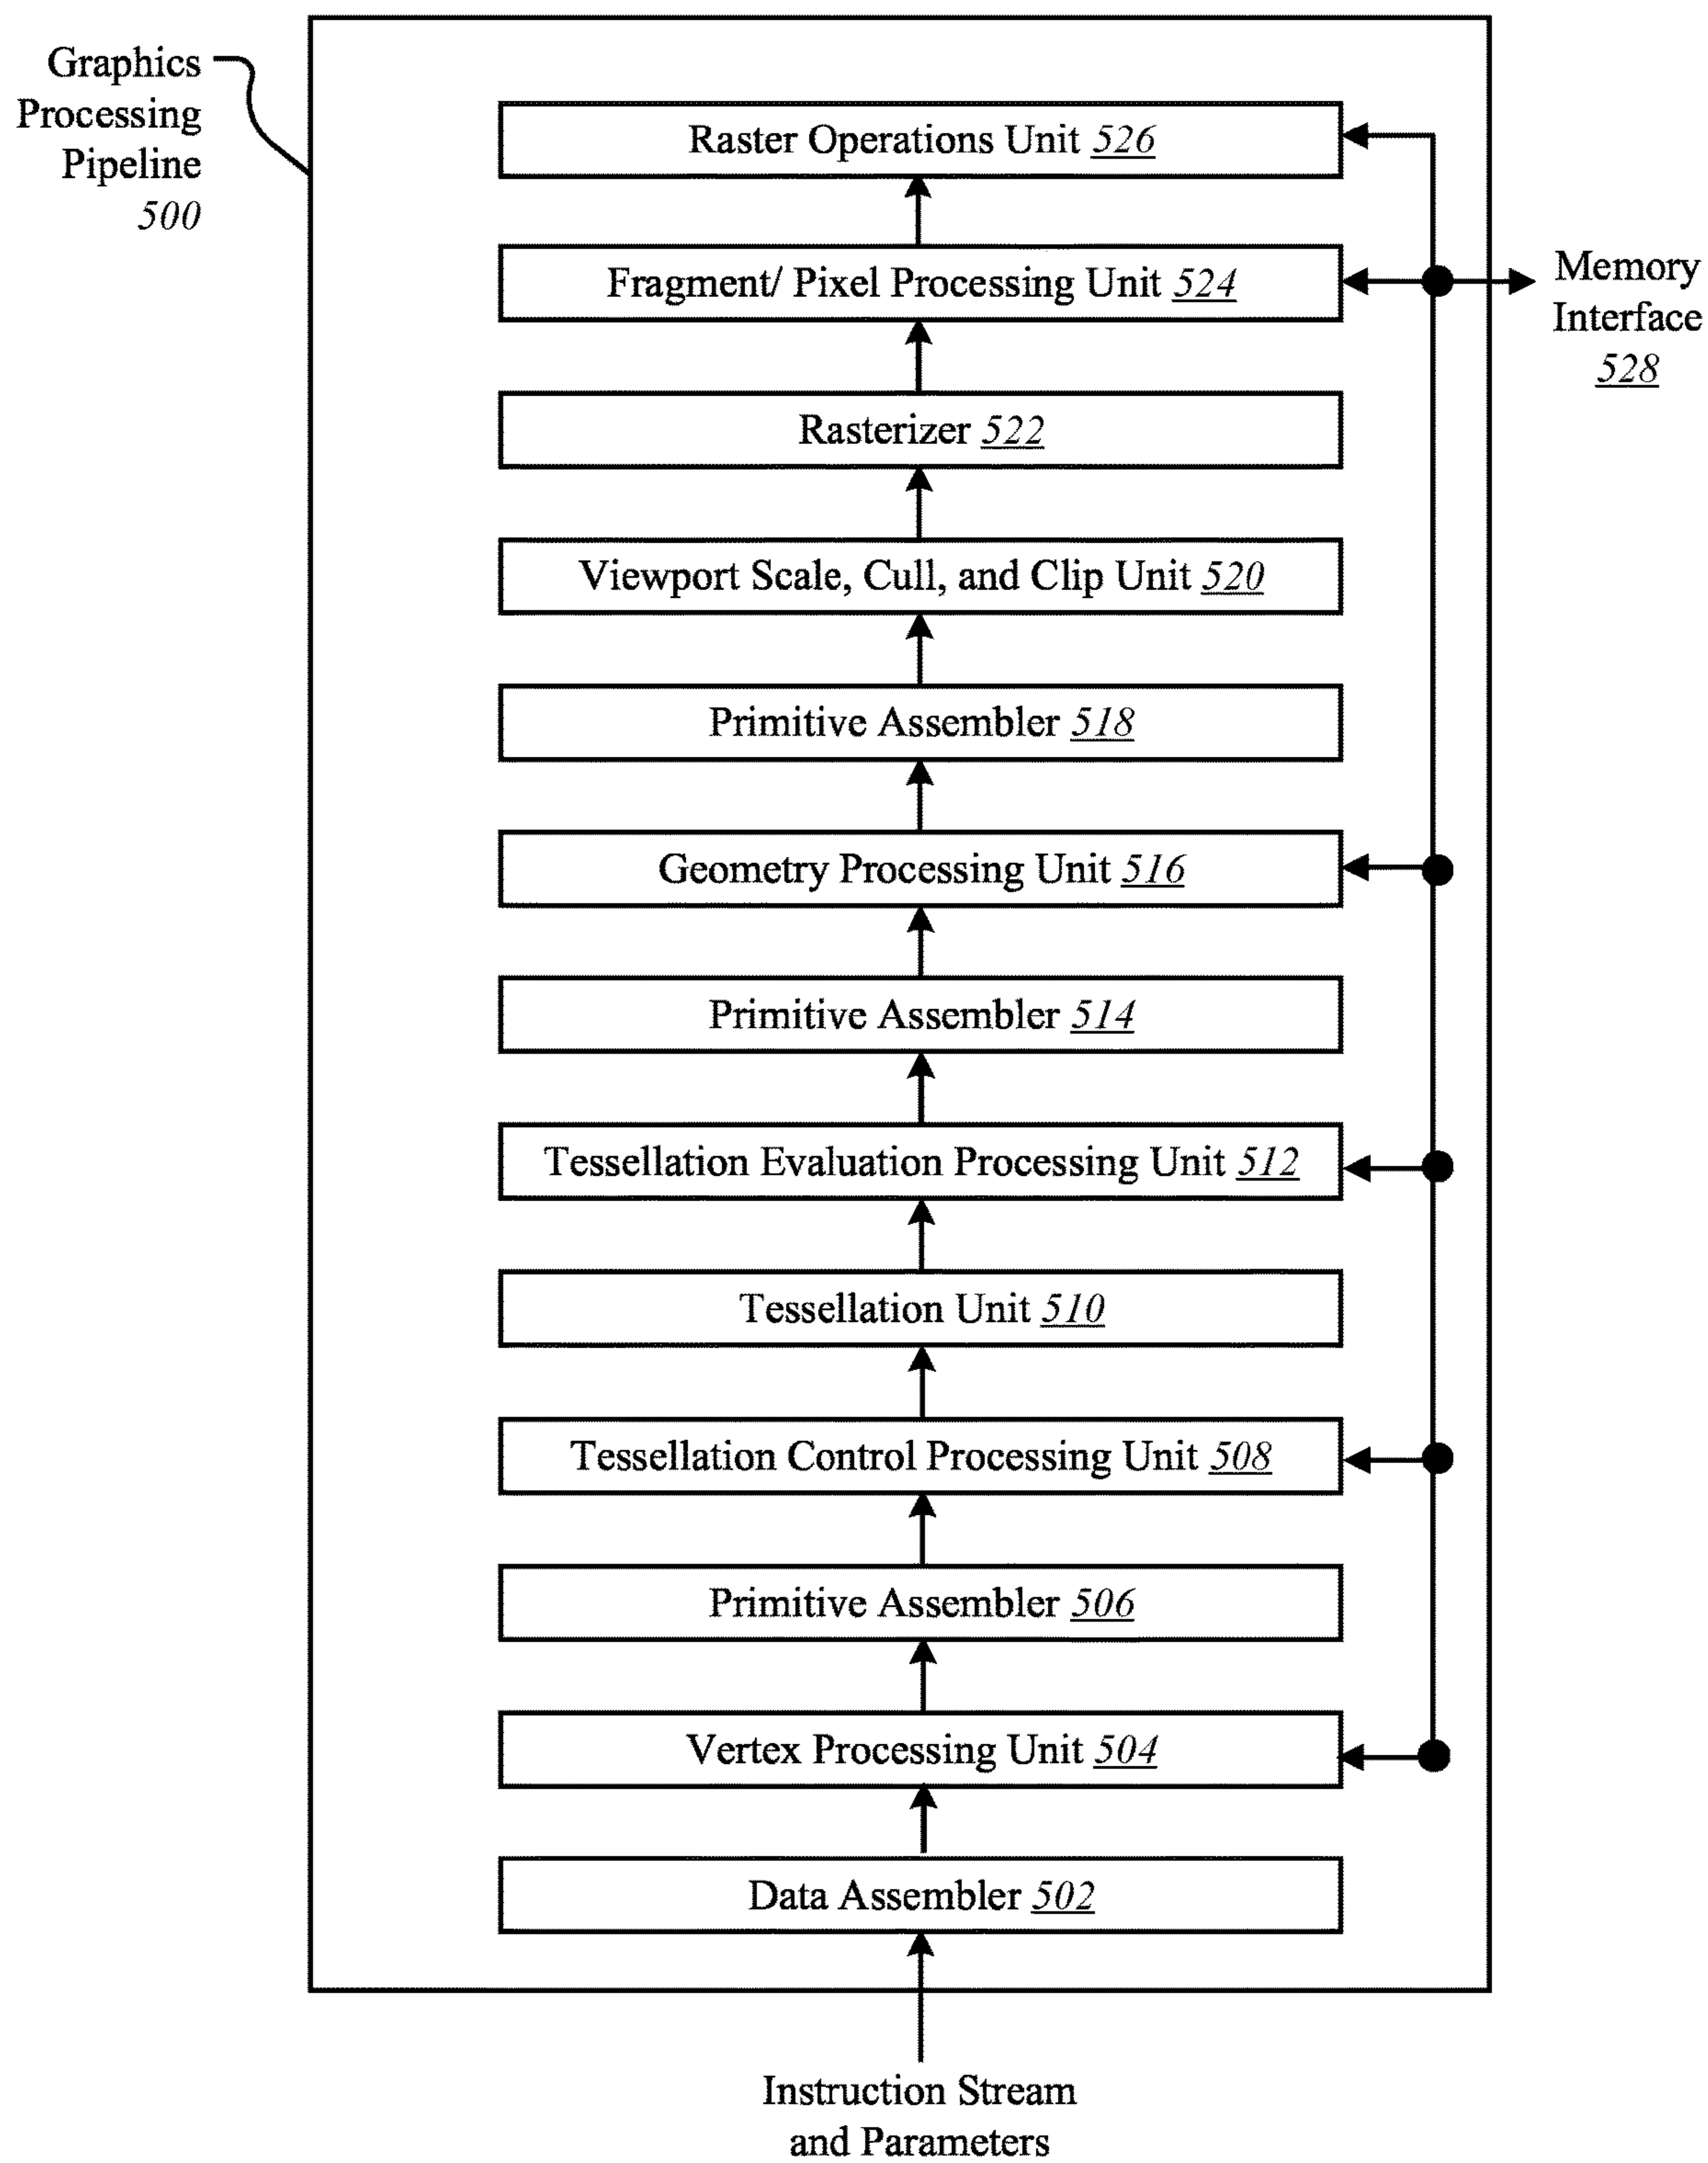 Graphics
Processing
Pipeline
500
Raster Operations Unit 526
Fragment/ Pixel Processing Unit 524
Memory
Interface
528
Rasterizer 522
Viewport Scale, Cull, and Clip Unit 520
Primitive Assembler 518
Geometry Processing Unit 516
Primitive Assembler 514
Tessellation Evaluation Processing Unit 512
Tessellation Unit 510
Tessellation Control Processing Unit 508
Primitive Assembler 506
Vertex Processing Unit 504
Data Assembler 502
Instruction Stream
and Parameters